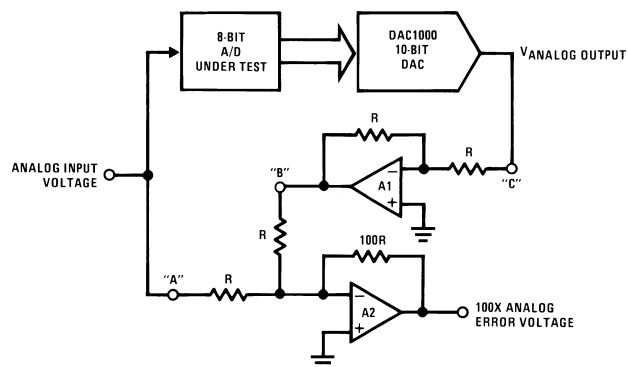 8-BIT
A/D
UNDER TEST
DAC1000
10-BIT
DAC
VANALOG OUTPUT
R
R
"C"
ANALOG INPUT
VOLTAGE
"B"
A1
−
+
R
100R
"A"
R
−
A2
+
100X ANALOG
ERROR VOLTAGE